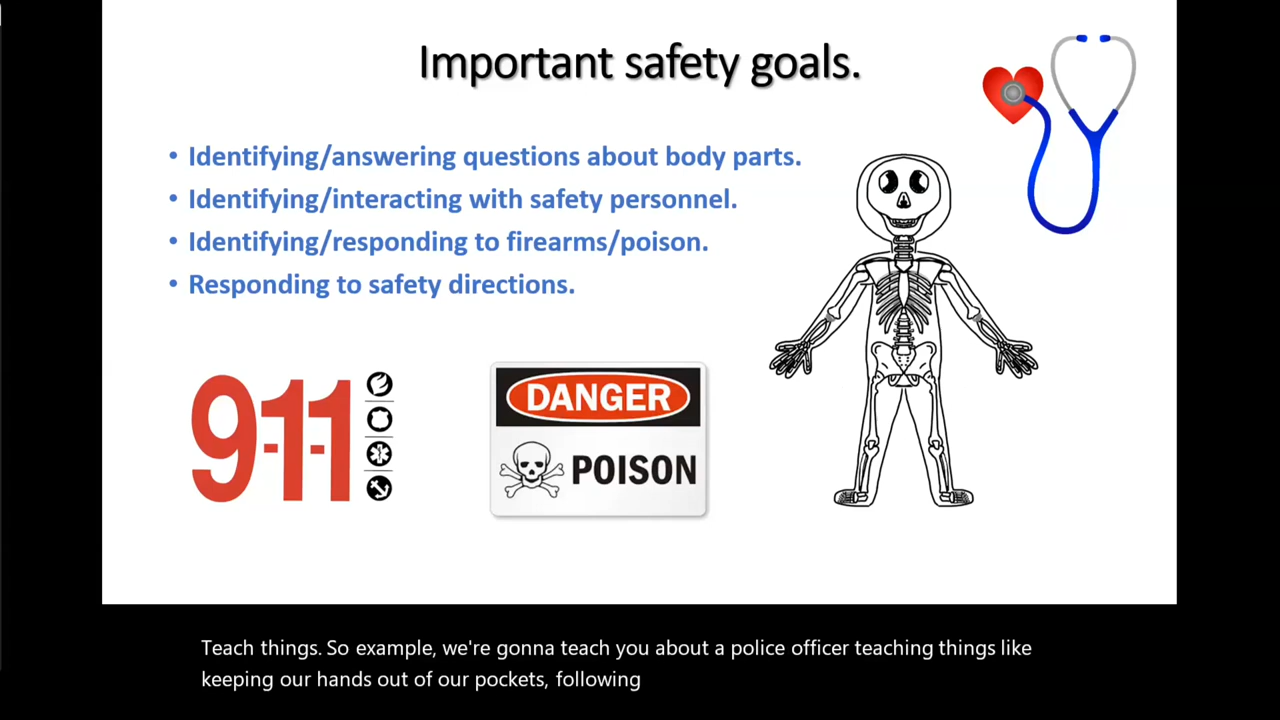 Important safety goals.
• Identifying/answering questions about body parts.
• Identifying/interacting with safety personnel.
• Identifying/responding to firearms/poison.
• Responding to safety directions.
9-1-1
DANGER
POISON
Teach things. So example, we're gonna teach you about a police officer teaching things like
keeping our hands out of our pockets, following